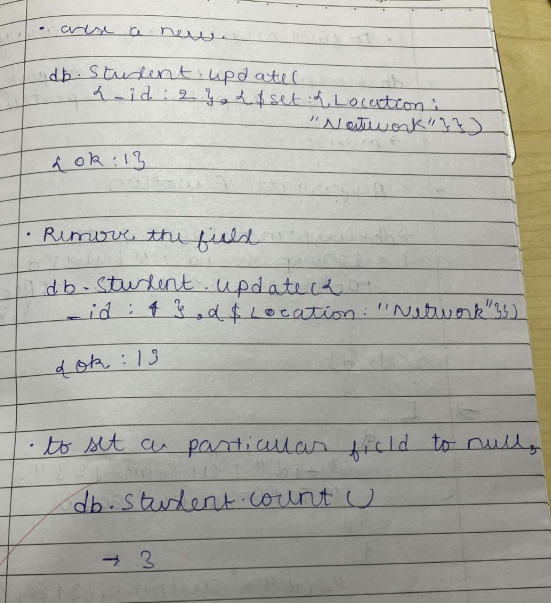 · a new.
db.Student.update(
{_id : 2 }, {$set :{Location :
"Network"}})
{ ok : 1}
· Remove the field
db.Student.update({
_id : 4 }, {$Location : "Network"}})
{ ok : 1}
· to set a particular field to null,
db.Student.count()
→ 3